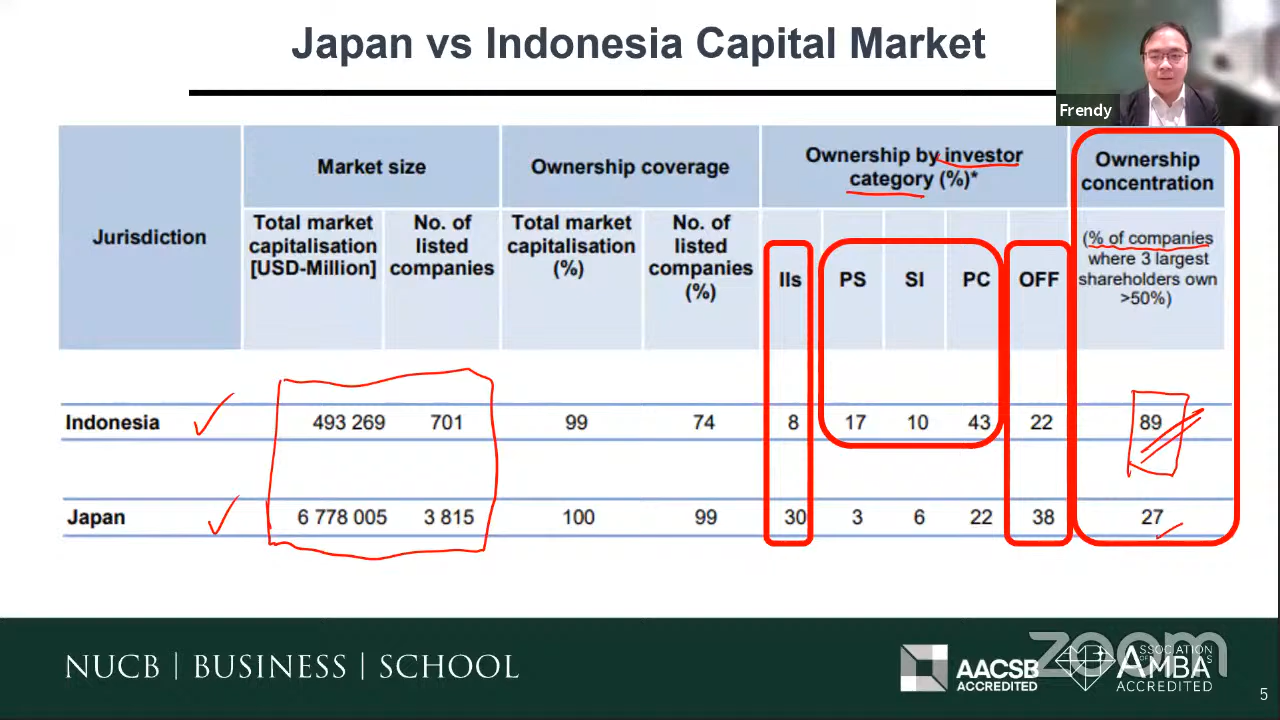 Japan vs Indonesia Capital Market
Frendy
Jurisdiction
Market size
Ownership coverage
Ownership by investor
category (%)*
Ownership
concentration
Total market
capitalisation
[USD-Million]
No. of
listed
companies
Total market
capitalisation
(%)
No. of
listed
companies
(%)
IIs
PS
SI
PC
OFF
(% of companies
where 3 largest
shareholders own
>50%)
Indonesia 493 269 701 99 74 8 17 10 43 22 89
Japan 6 778 005 3 815 100 99 30 3 6 22 38 27
NUCB | BUSINESS | SCHOOL
AACSB
ACCREDITED
zoom
AMBA
ACCREDITED
5